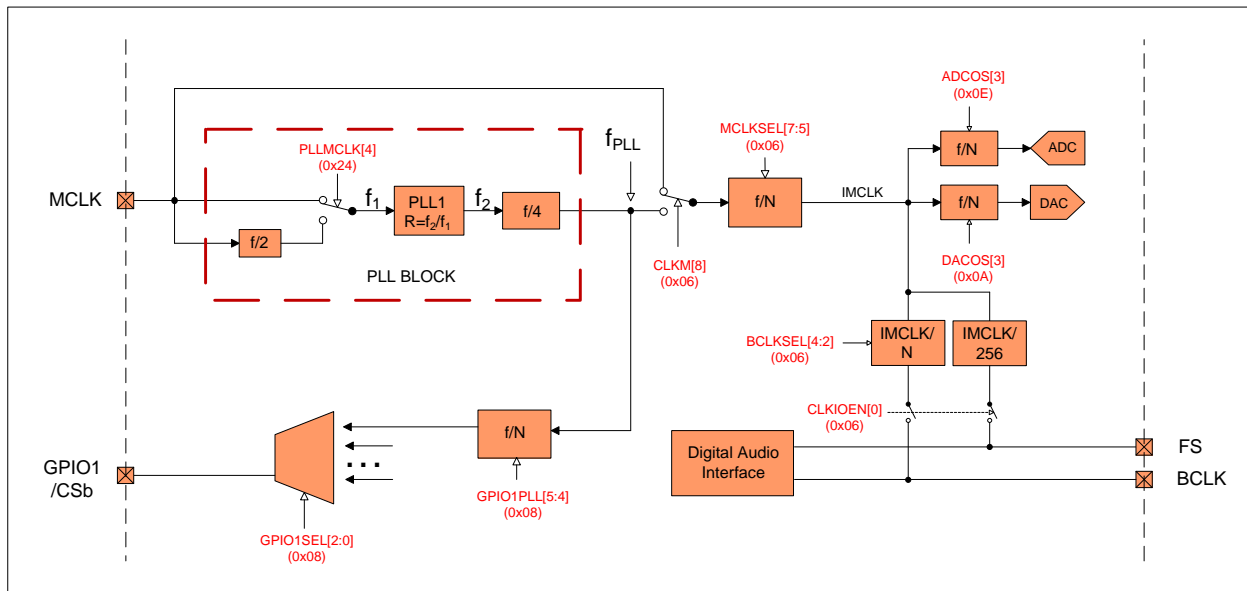 ADCOS[3]
(0x0E)
MCLKSEL[7:5]
(0x06)
f/N
ADC
PLLMCLK[4]
(0x24)
fPLL
MCLK
f1
PLL1
R=f2/f1
f2
f/4
f/N
IMCLK
f/N
DAC
f/2
PLL BLOCK
CLKM[8]
(0x06)
DACOS[3]
(0x0A)
BCLKSEL[4:2]
(0x06)
IMCLK/
N
IMCLK/
256
CLKIOEN[0]
(0x06)
GPIO1
/CSb
...
f/N
Digital Audio
Interface
FS
BCLK
GPIO1PLL[5:4]
(0x08)
GPIO1SEL[2:0]
(0x08)